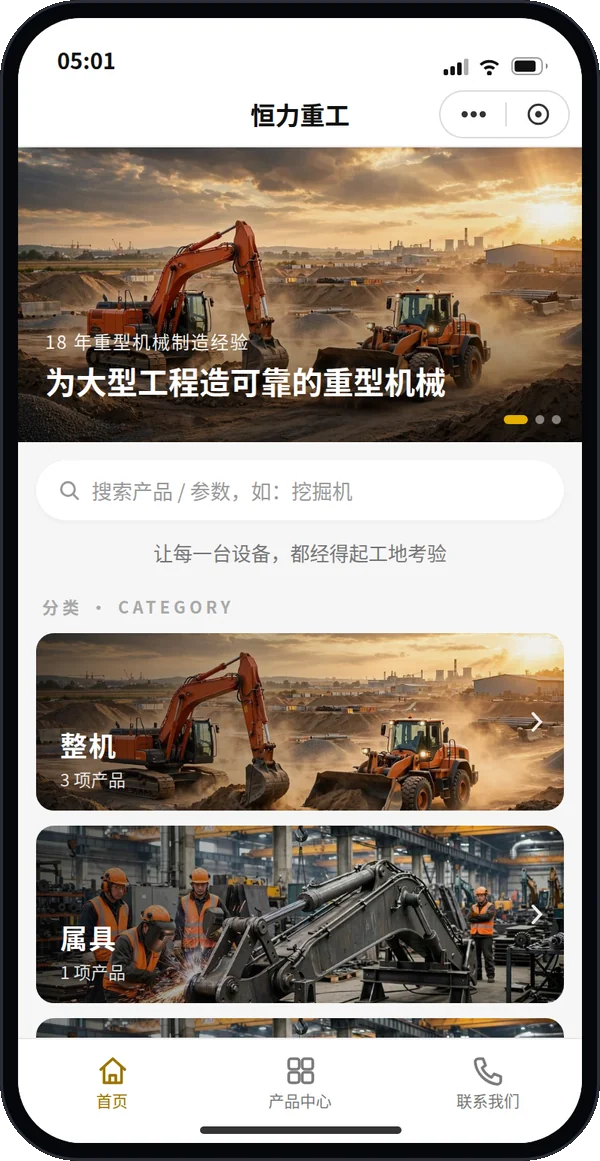 05:01
恒力重工
18 年重型机械制造经验
为大型工程造可靠的重型机械
搜索产品 / 参数，如：挖掘机
让每一台设备，都经得起工地考验
分类 · CATEGORY
整机
3 项产品
属具
1 项产品
首页
产品中心
联系我们